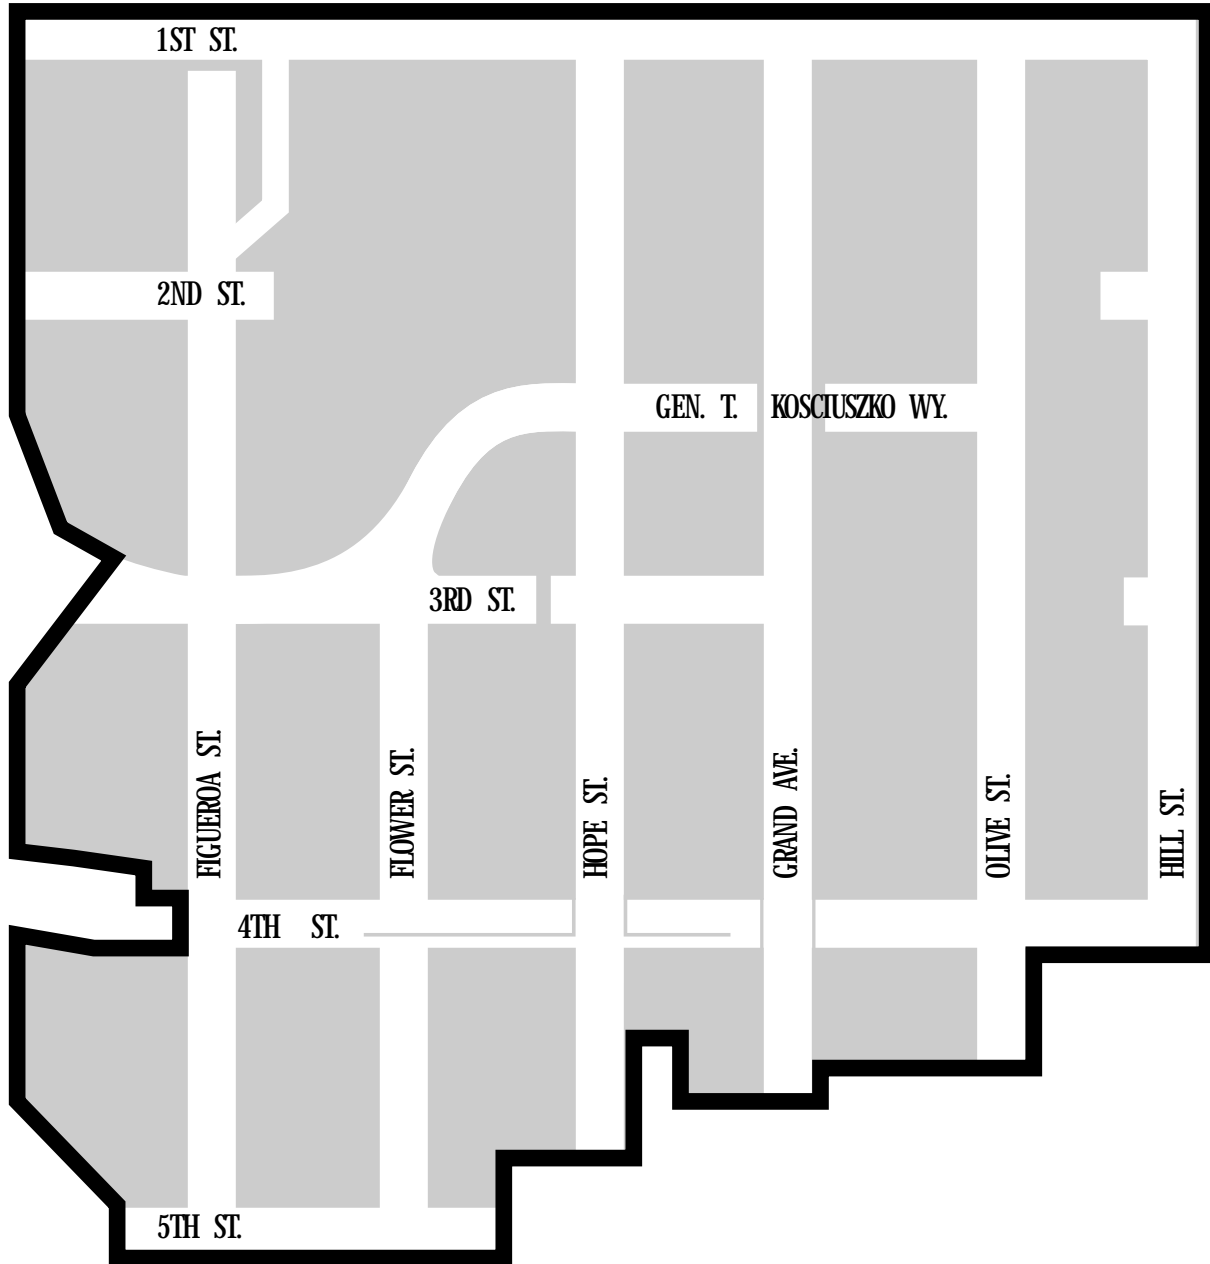 1ST ST.
2ND ST.
GEN. T. KOSCIUSZKO WY.
3RD ST.
FIGUEROA ST.
FLOWER ST.
HOPE ST.
GRAND AVE.
OLIVE ST.
HILL ST.
4TH ST.
5TH ST.